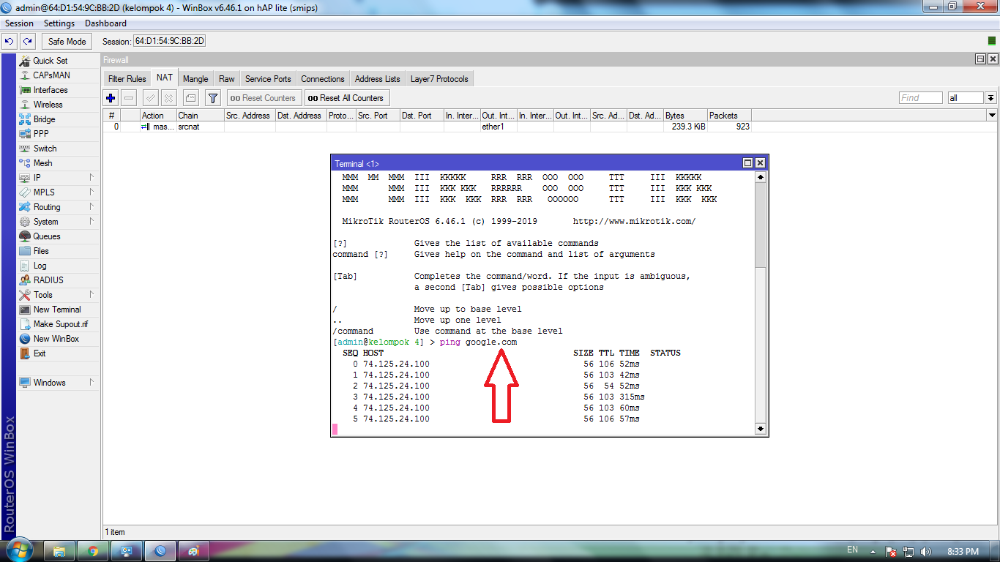 admin@64:D1:54:9C:BB:2D (kelompok 4) - WinBox v6.46.1 on hAP lite (smips)
Session Settings Dashboard
Safe Mode Session: 64:D1:54:9C:BB:2D
Quick Set
CAPsMAN
Interfaces
Wireless
Bridge
PPP
Switch
Mesh
IP
MPLS
Routing
System
Queues
Files
Log
RADIUS
Tools
New Terminal
Make Supout.rif
New WinBox
Exit
Windows
RouterOS WinBox
Firewall
Filter Rules NAT Mangle Raw Service Ports Connections Address Lists Layer7 Protocols
00 Reset Counters 00 Reset All Counters Find all
# Action Chain Src. Address Dst. Address Proto... Src. Port Dst. Port In. Inter... Out. Int... In. Inter... Out. Int... Src. Ad... Dst. Ad... Bytes Packets
0 mas... srcnat ether1 239.3 KiB 923
Terminal <1>
MMM MM MMM III KKKKK RRR RRR OOO OOO TTT III KKKKK
MMM MMM III KKK KKK RRRRRR OOO OOO TTT III KKK KKK
MMM MMM III KKK KKK RRR RRR OOOOOO TTT III KKK KKK
MikroTik RouterOS 6.46.1 (c) 1999-2019 http://www.mikrotik.com/
[?] Gives the list of available commands
command [?] Gives help on the command and list of arguments
[Tab] Completes the command/word. If the input is ambiguous,
a second [Tab] gives possible options
/ Move up to base level
.. Move up one level
/command Use command at the base level
[admin@kelompok 4] > ping google.com
SEQ HOST SIZE TTL TIME STATUS
0 74.125.24.100 56 106 52ms
1 74.125.24.100 56 103 42ms
2 74.125.24.100 56 54 52ms
3 74.125.24.100 56 103 315ms
4 74.125.24.100 56 103 60ms
5 74.125.24.100 56 106 57ms
1 item
EN 8:33 PM